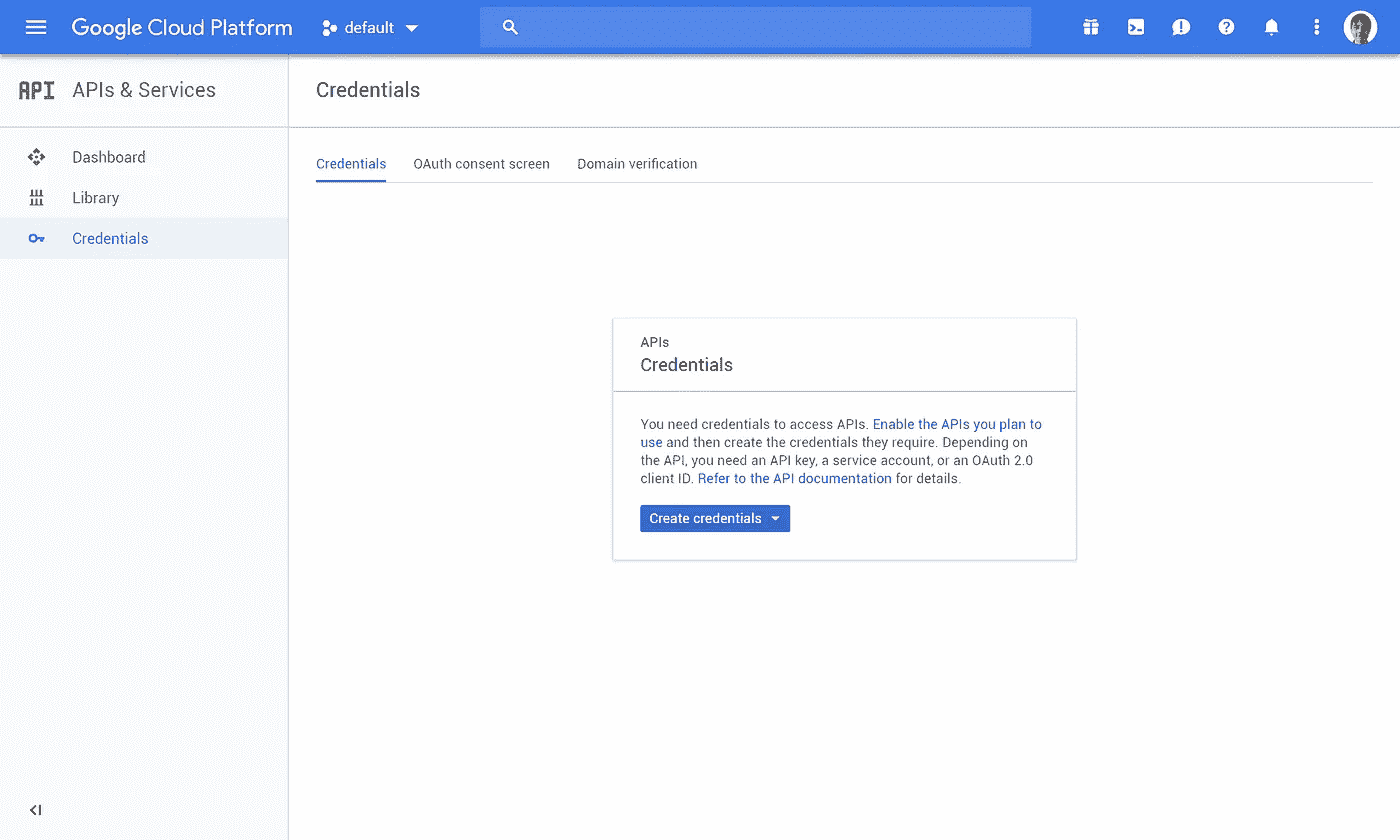 Google Cloud Platform
default
API APIs & Services
Credentials
Dashboard
Library
Credentials
Credentials OAuth consent screen Domain verification
APIs
Credentials
You need credentials to access APIs. Enable the APIs you plan to
use and then create the credentials they require. Depending on
the API, you need an API key, a service account, or an OAuth 2.0
client ID. Refer to the API documentation for details.
Create credentials